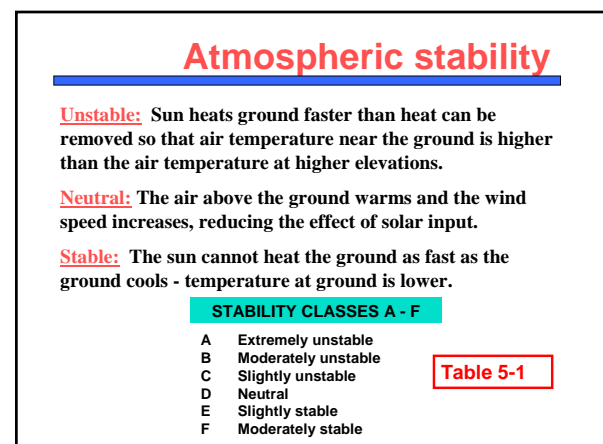 Atmospheric stability
Unstable: Sun heats ground faster than heat can be
removed so that air temperature near the ground is higher
than the air temperature at higher elevations.
Neutral: The air above the ground warms and the wind
speed increases, reducing the effect of solar input.
Stable: The sun cannot heat the ground as fast as the
ground cools - temperature at ground is lower.
STABILITY CLASSES A - F
A Extremely unstable
B Moderately unstable
C Slightly unstable
D Neutral
E Slightly stable
F Moderately stable
Table 5-1